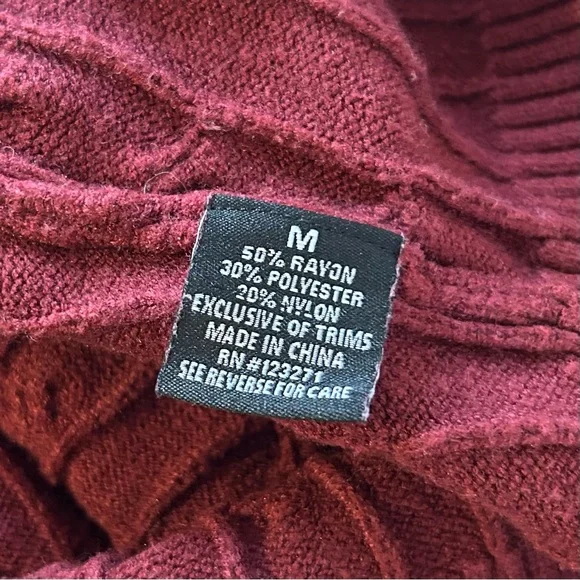 M
50% RAYON
30% POLYESTER
20% NYLON
EXCLUSIVE OF TRIMS
MADE IN CHINA
RN #123271
SEE REVERSE FOR CARE